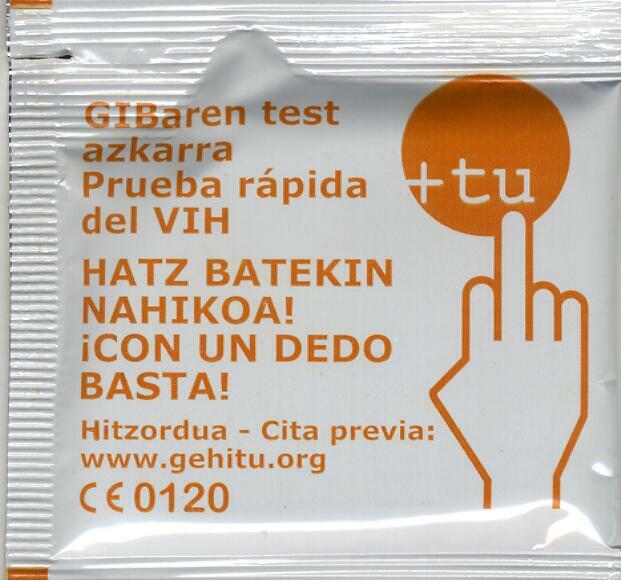 GIBaren test
azkarra
Prueba rápida
del VIH
+tu
HATZ BATEKIN
NAHIKOA!
¡CON UN DEDO
BASTA!
Hitzordua - Cita previa:
www.gehitu.org
CE 0120